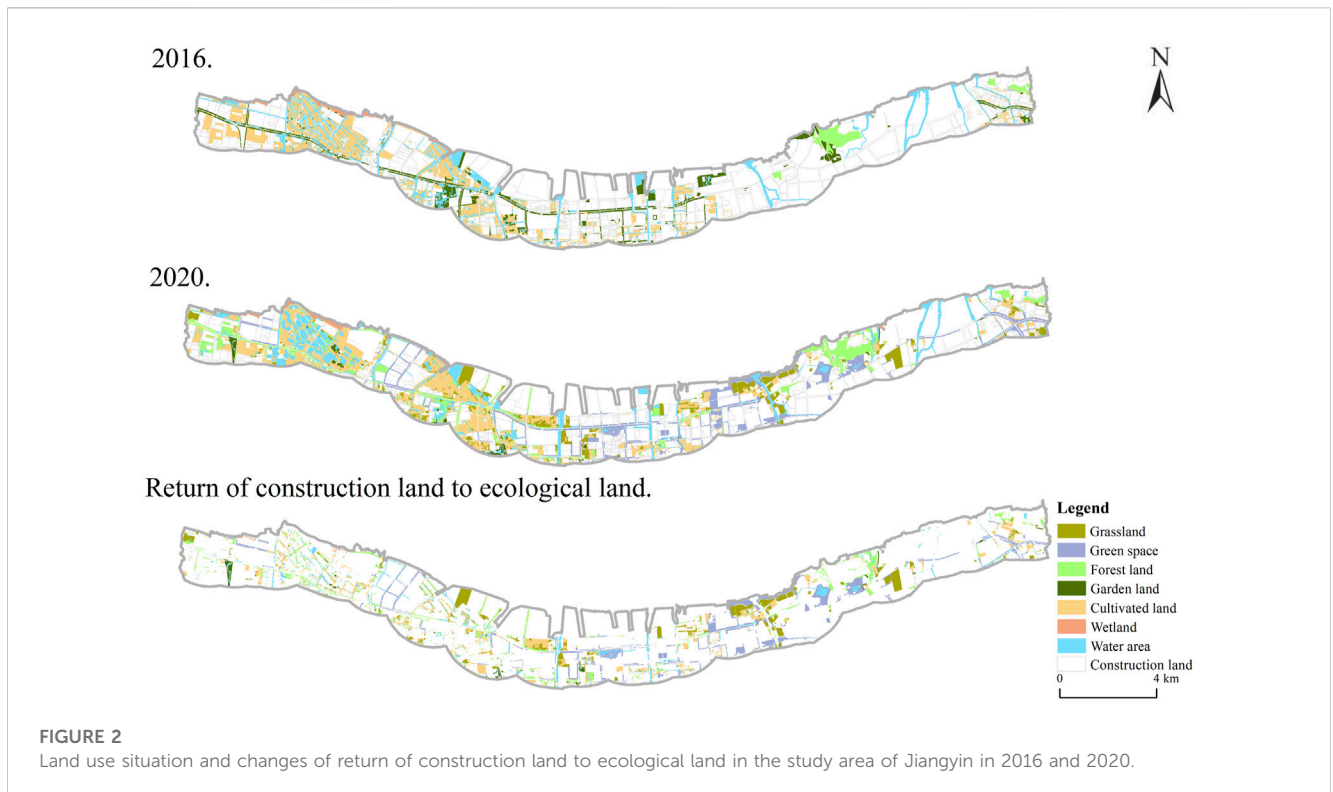 2016.
N
2020.
Return of construction land to ecological land.
Legend
Grassland
Green space
Forest land
Garden land
Cultivated land
Wetland
Water area
Construction land
0 4 km
FIGURE 2
Land use situation and changes of return of construction land to ecological land in the study area of Jiangyin in 2016 and 2020.